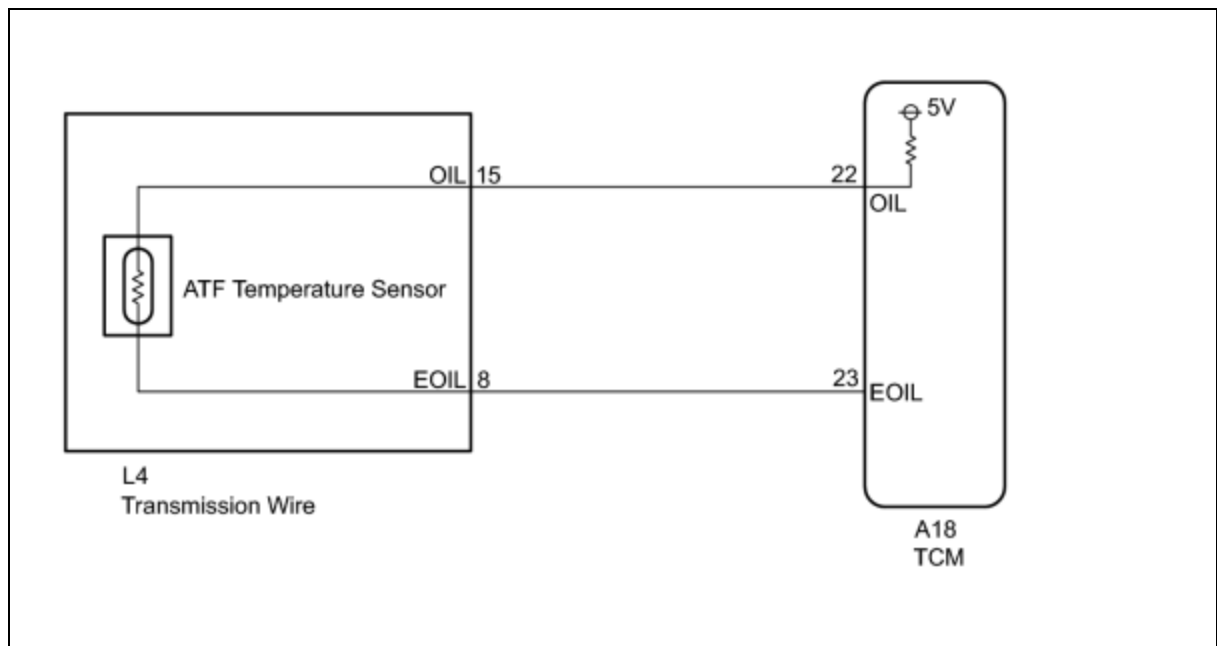 5V
OIL 15
22
OIL
ATF Temperature Sensor
EOIL 8
23
EOIL
L4
Transmission Wire
A18
TCM